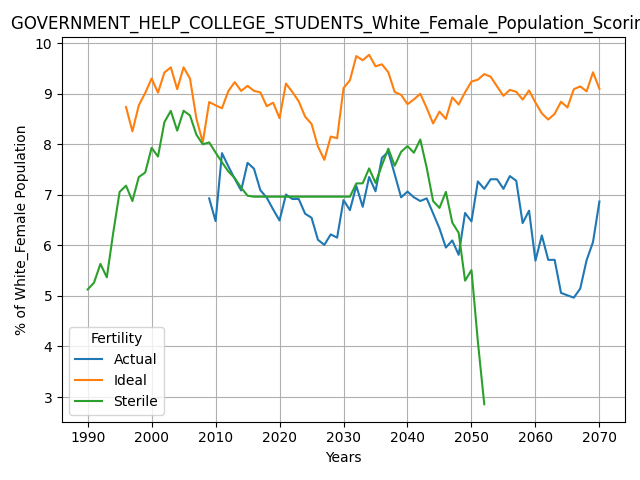 GOVERNMENT_HELP_COLLEGE_STUDENTS_White_Female_Population_Scorin
% of White_Female Population
10
9
8
7
6
5
4
3
Fertility
Actual
Ideal
Sterile
1990 2000 2010 2020 2030 2040 2050 2060 2070
Years